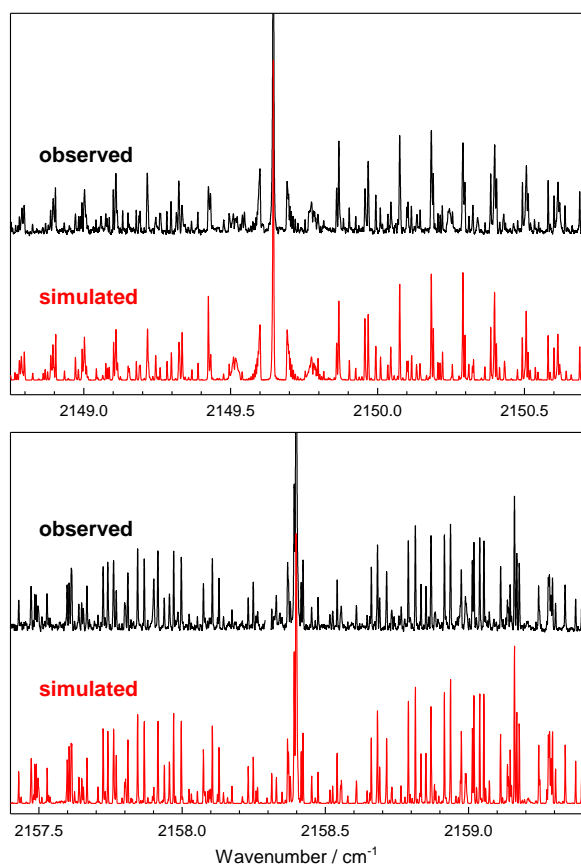 observed
simulated
2149.0 2149.5 2150.0 2150.5
observed
simulated
2157.5 2158.0 2158.5 2159.0
Wavenumber / cm⁻¹